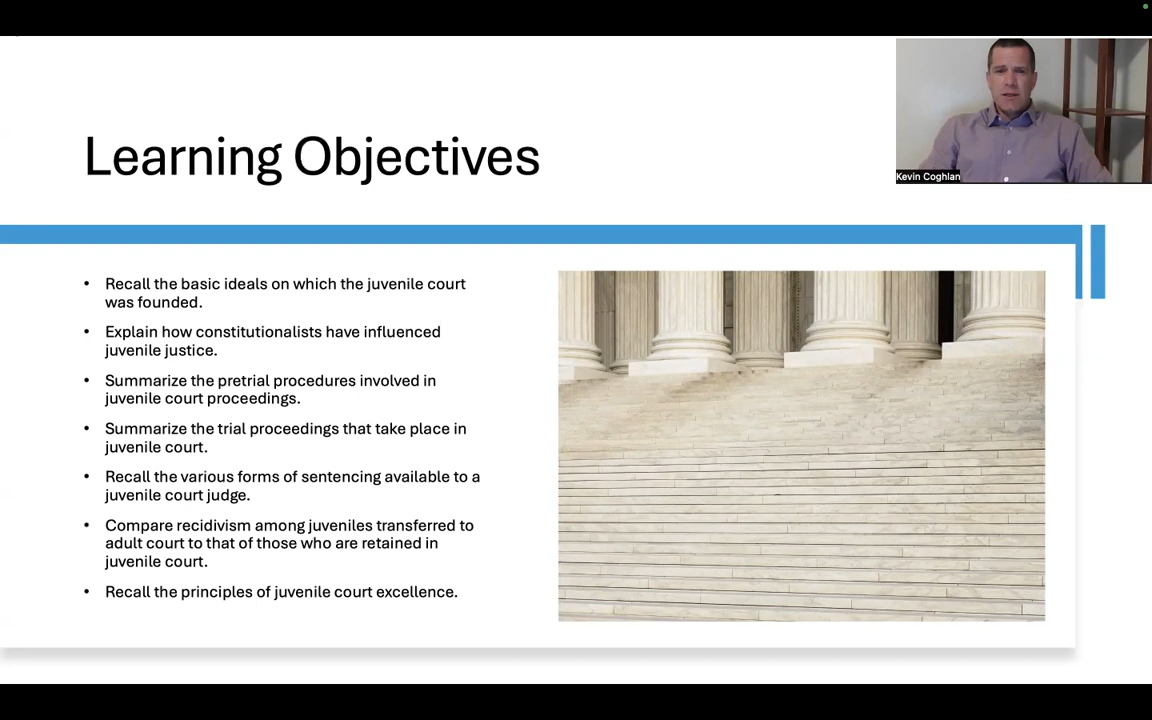 Kevin Coghlan
Learning Objectives
• Recall the basic ideals on which the juvenile court
was founded.
• Explain how constitutionalists have influenced
juvenile justice.
• Summarize the pretrial procedures involved in
juvenile court proceedings.
• Summarize the trial proceedings that take place in
juvenile court.
• Recall the various forms of sentencing available to a
juvenile court judge.
• Compare recidivism among juveniles transferred to
adult court to that of those who are retained in
juvenile court.
• Recall the principles of juvenile court excellence.